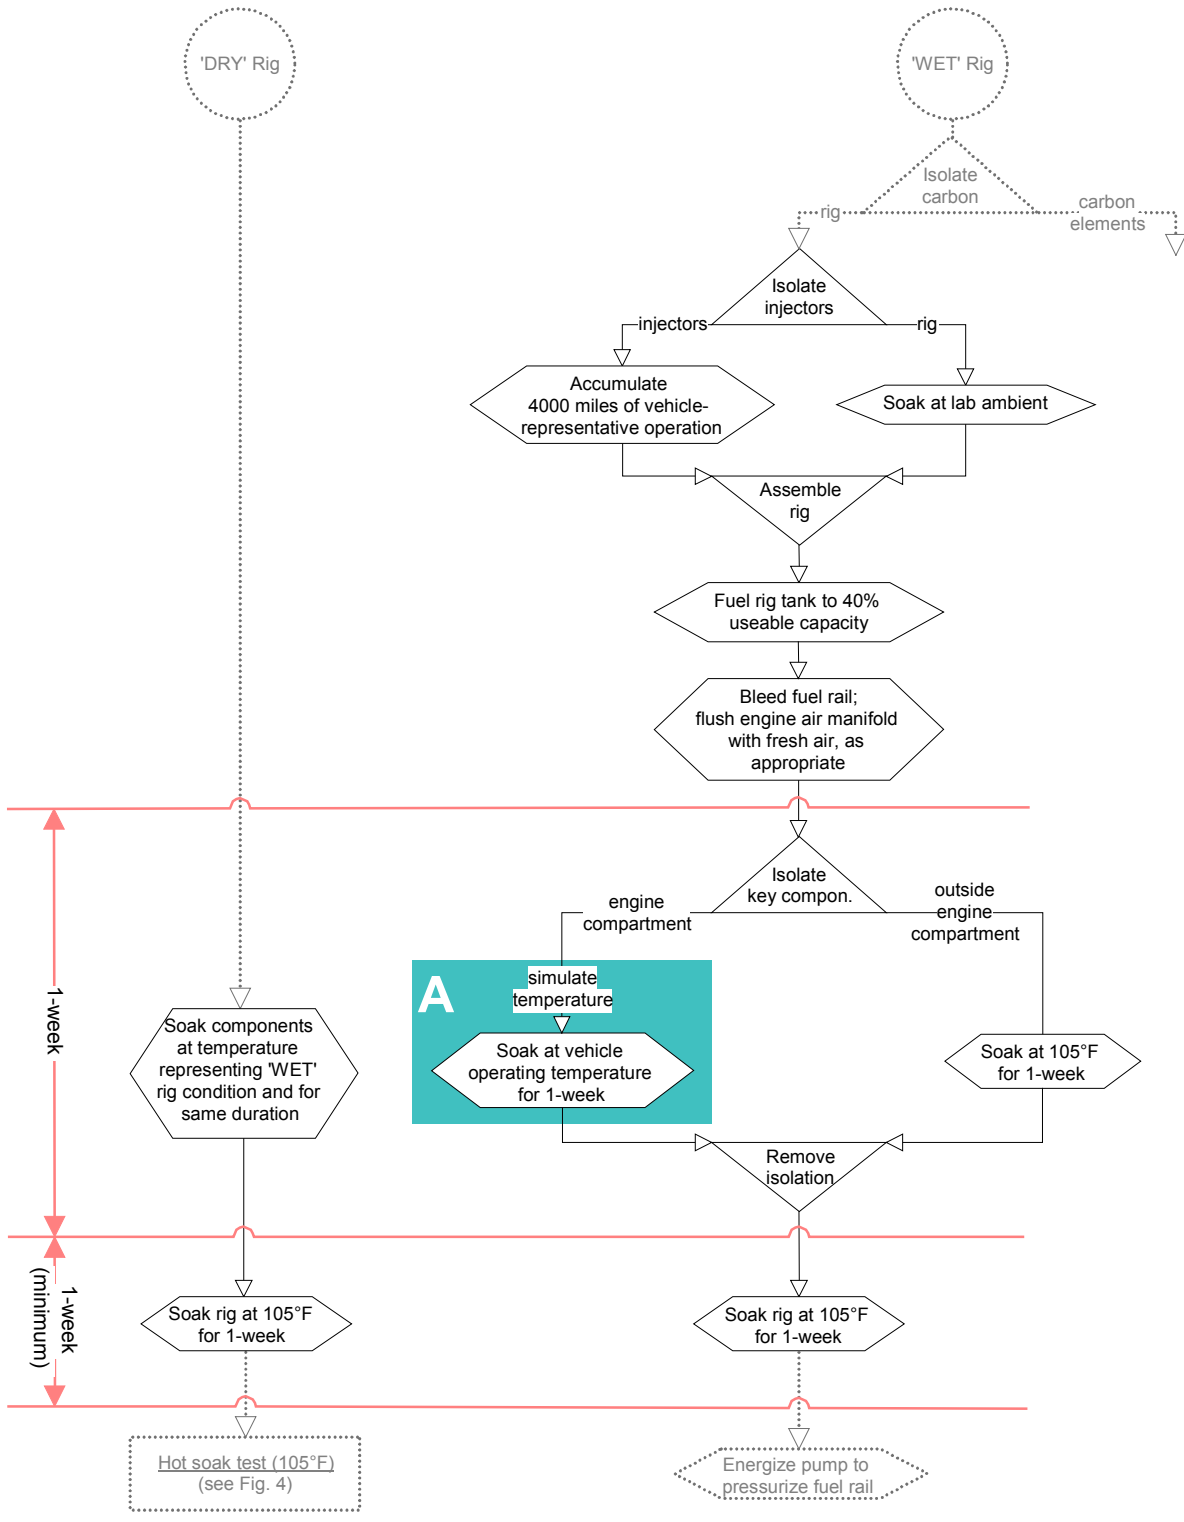 'DRY' Rig
'WET' Rig
Isolate
carbon
rig
carbon
elements
Isolate
injectors
injectors
rig
Accumulate
4000 miles of vehicle-
representative operation
Soak at lab ambient
Assemble
rig
Fuel rig tank to 40%
useable capacity
Bleed fuel rail;
flush engine air manifold
with fresh air, as
appropriate
Isolate
key compon.
engine
compartment
outside
engine
compartment
A
simulate
temperature
1-week
Soak components
at temperature
representing 'WET'
rig condition and for
same duration
Soak at vehicle
operating temperature
for 1-week
Soak at 105°F
for 1-week
Remove
isolation
1-week
(minimum)
Soak rig at 105°F
for 1-week
Soak rig at 105°F
for 1-week
Hot soak test (105°F)
(see Fig. 4)
Energize pump to
pressurize fuel rail